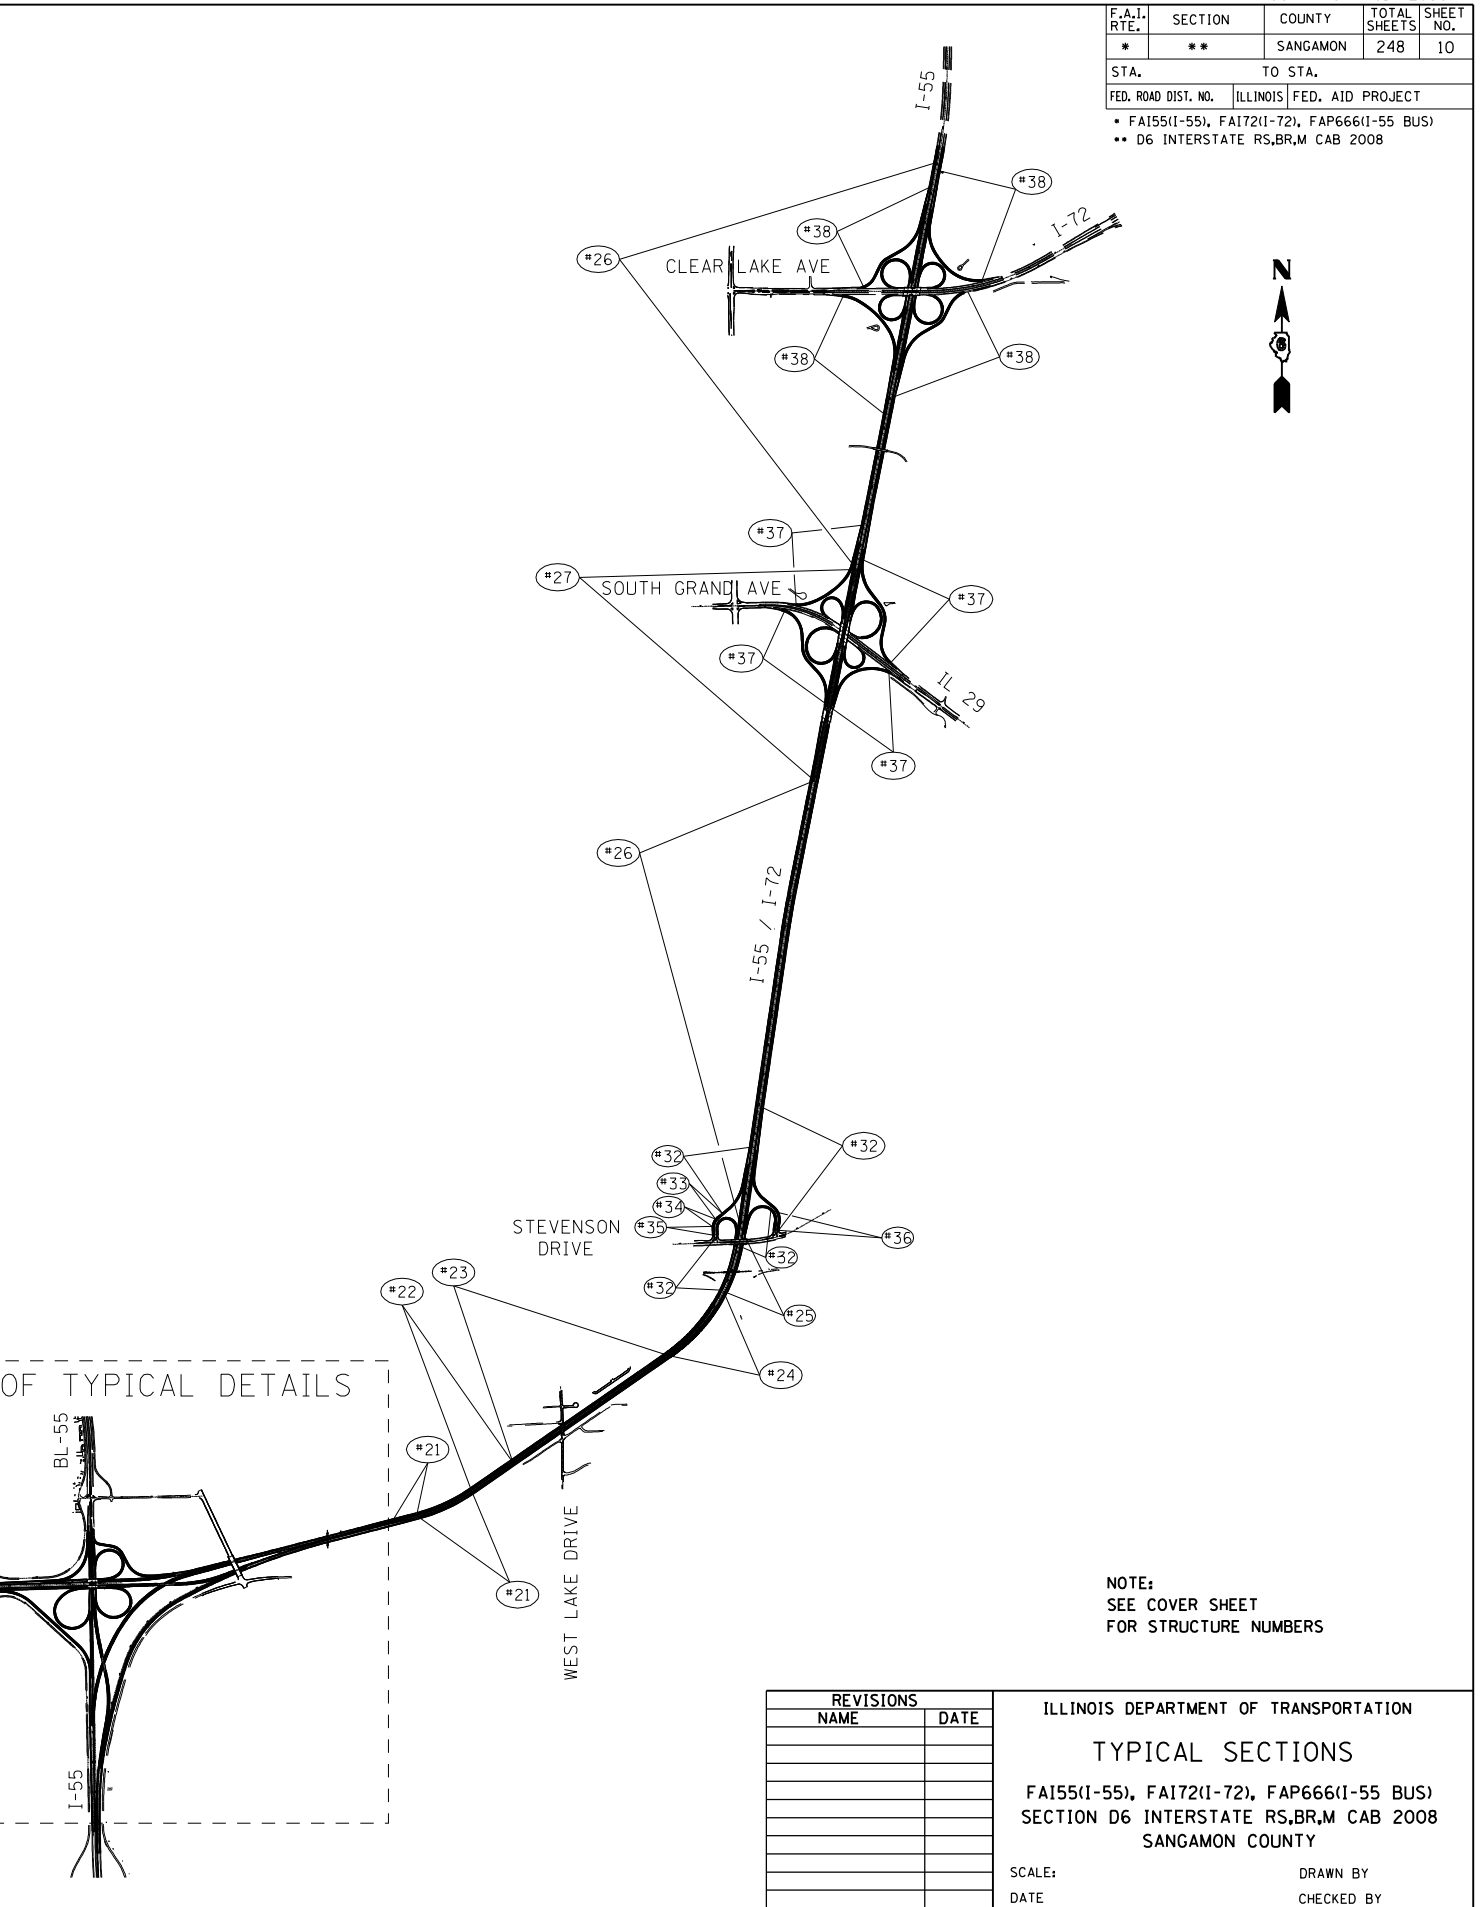 F.A.I. RTE. SECTION COUNTY TOTAL SHEETS SHEET NO.
* ** SANGAMON 248 10
STA. TO STA.
FED. ROAD DIST. NO. ILLINOIS FED. AID PROJECT
* FAI55(I-55), FAI72(I-72), FAP666(I-55 BUS)
** D6 INTERSTATE RS,BR,M CAB 2008
I-55
#38
I-72
#38
#26
CLEAR LAKE AVE
N
6
#38
#38
#37
#27
SOUTH GRAND AVE
#37
#37
IL 29
#37
#26
I-55 / I-72
#32
#32
#33
#34
STEVENSON
DRIVE
#35
#36
#32
#23
#22
#32
#25
#24
OF TYPICAL DETAILS
BL-55
#21
WEST LAKE DRIVE
#21
I-55
NOTE:
SEE COVER SHEET
FOR STRUCTURE NUMBERS
REVISIONS
NAME DATE
ILLINOIS DEPARTMENT OF TRANSPORTATION
TYPICAL SECTIONS
FAI55(I-55), FAI72(I-72), FAP666(I-55 BUS)
SECTION D6 INTERSTATE RS,BR,M CAB 2008
SANGAMON COUNTY
SCALE: DRAWN BY
DATE CHECKED BY